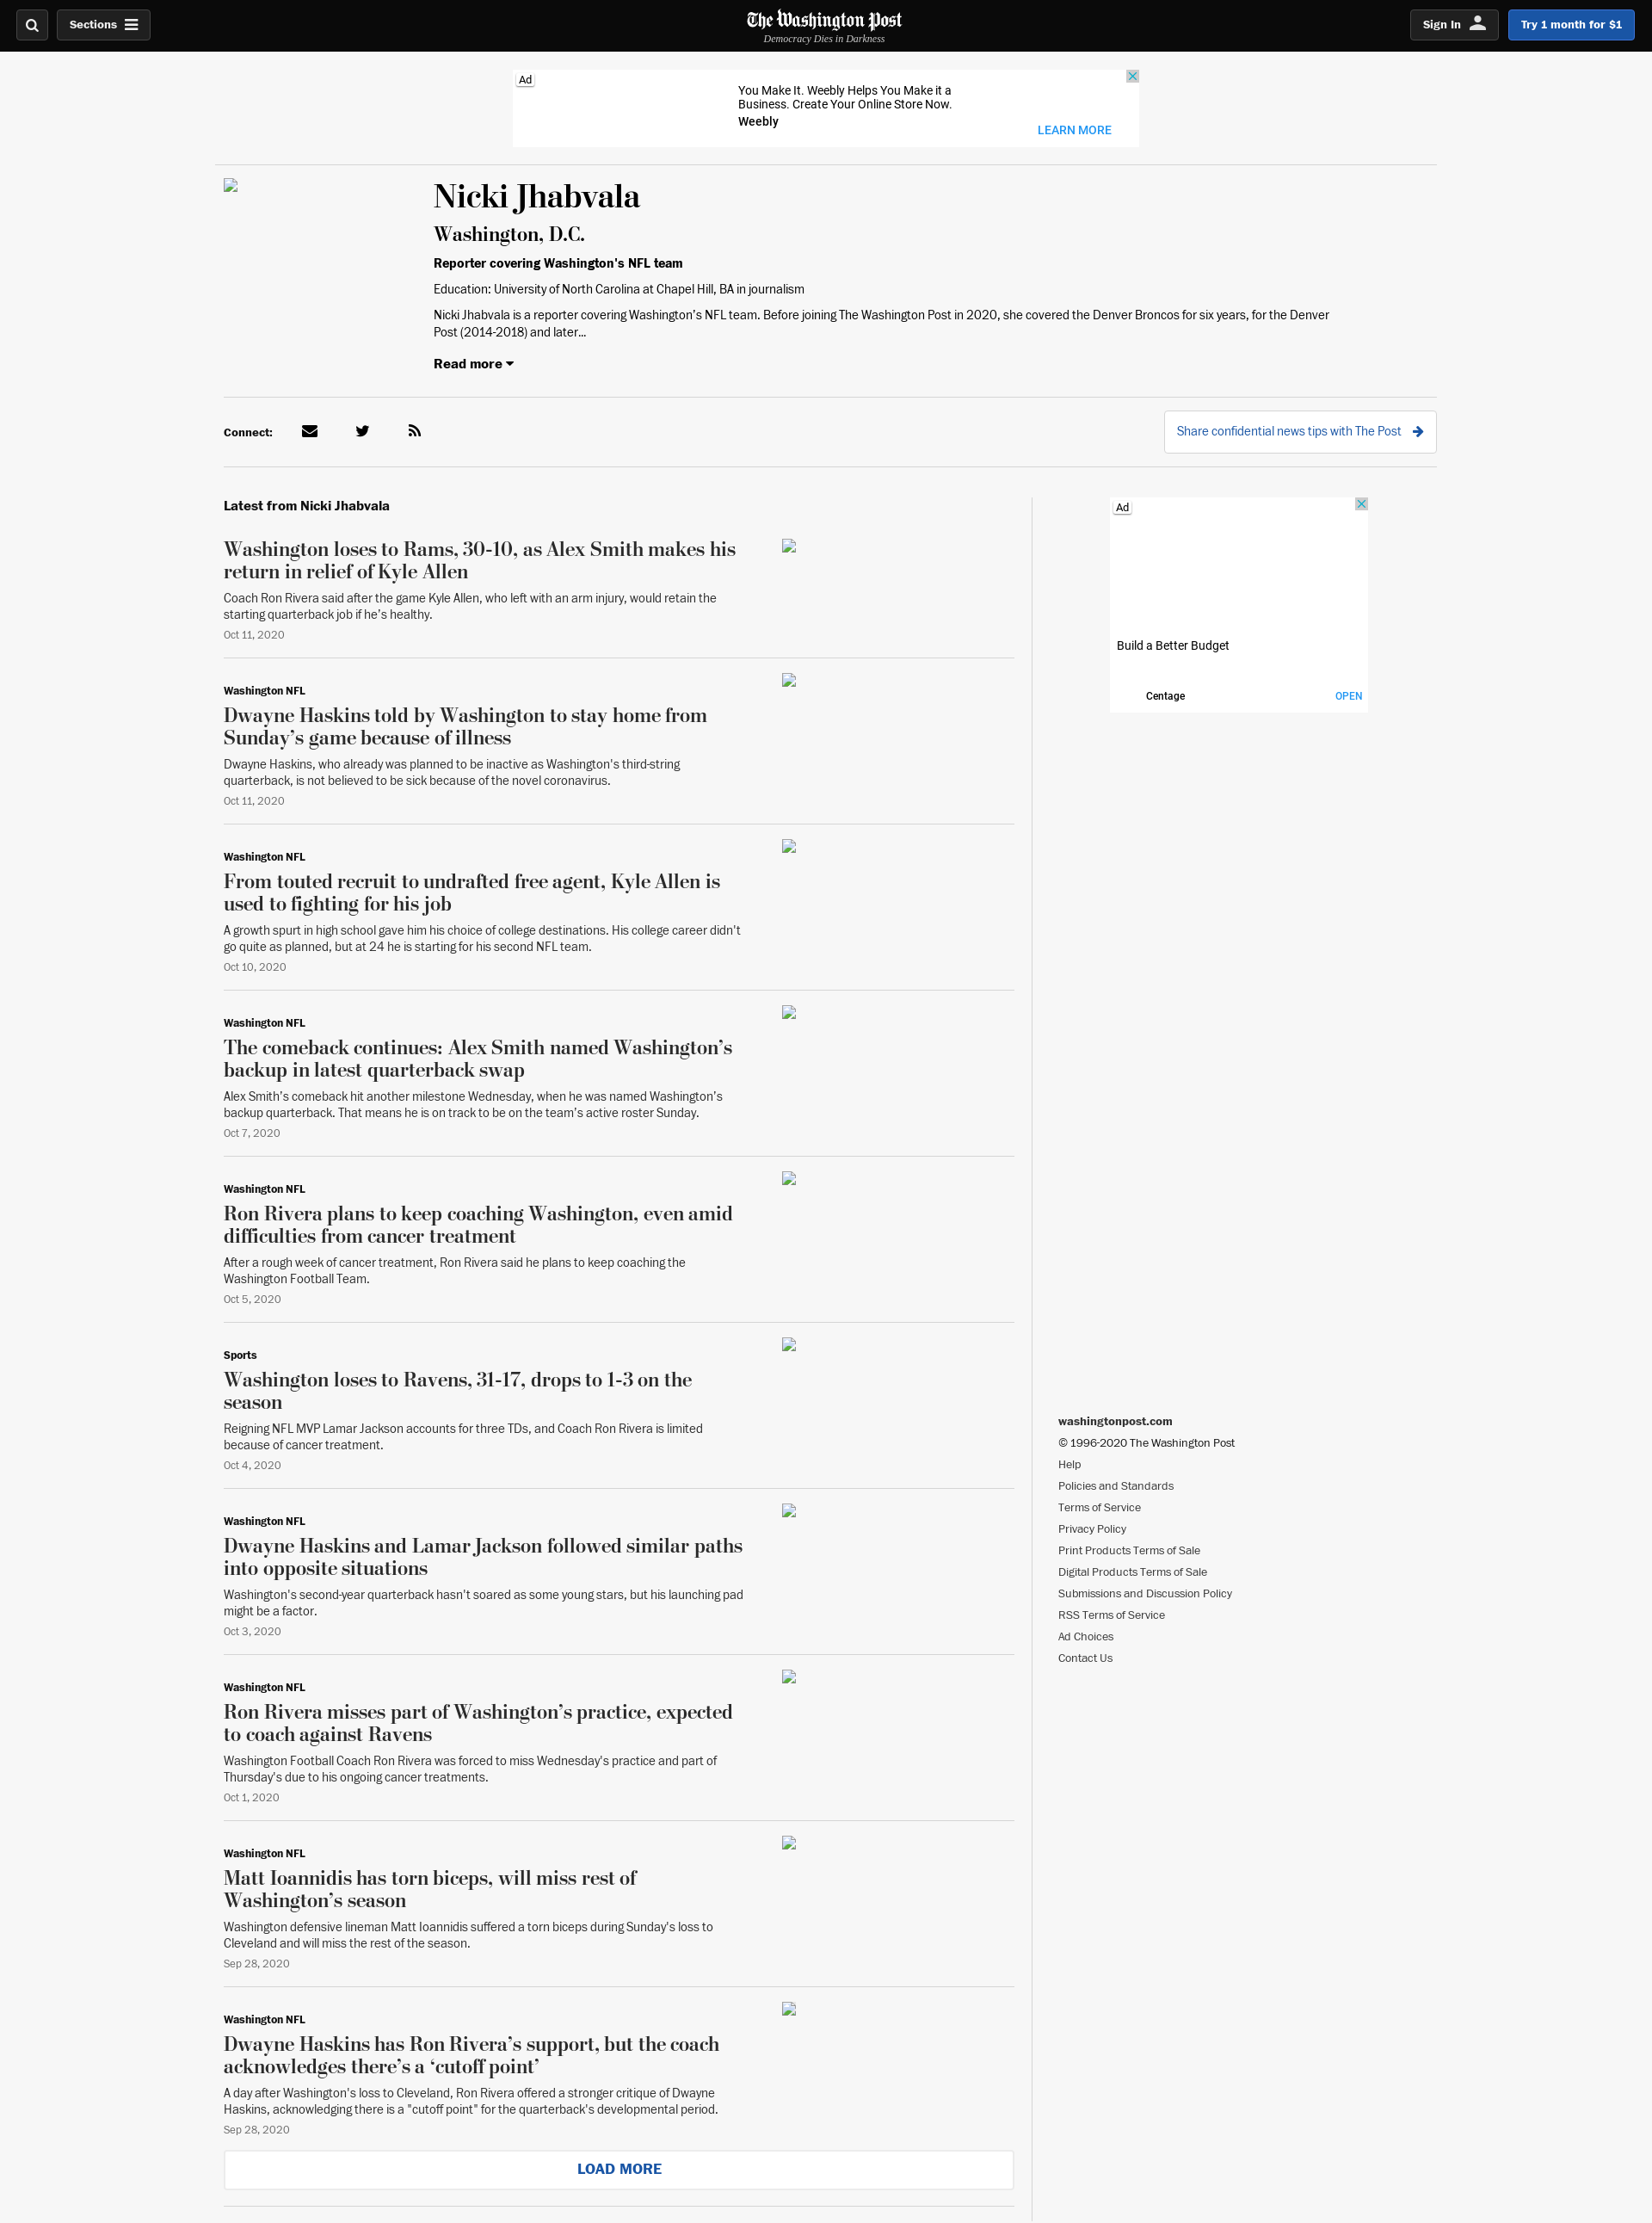 Sections
The Washington Post
Democracy Dies in Darkness
Sign In
Try 1 month for $1
Ad
You Make It. Weebly Helps You Make it a
Business. Create Your Online Store Now.
Weebly
LEARN MORE
Nicki Jhabvala
Washington, D.C.
Reporter covering Washington's NFL team
Education: University of North Carolina at Chapel Hill, BA in journalism
Nicki Jhabvala is a reporter covering Washington's NFL team. Before joining The Washington Post in 2020, she covered the Denver Broncos for six years, for the Denver
Post (2014-2018) and later...
Read more
Connect:
Share confidential news tips with The Post
Latest from Nicki Jhabvala
Washington loses to Rams, 30-10, as Alex Smith makes his
return in relief of Kyle Allen
Coach Ron Rivera said after the game Kyle Allen, who left with an arm injury, would retain the
starting quarterback job if he's healthy.
Oct 11, 2020
Washington NFL
Dwayne Haskins told by Washington to stay home from
Sunday’s game because of illness
Dwayne Haskins, who already was planned to be inactive as Washington's third-string
quarterback, is not believed to be sick because of the novel coronavirus.
Oct 11, 2020
Washington NFL
From touted recruit to undrafted free agent, Kyle Allen is
used to fighting for his job
A growth spurt in high school gave him his choice of college destinations. His college career didn't
go quite as planned, but at 24 he is starting for his second NFL team.
Oct 10, 2020
Washington NFL
The comeback continues: Alex Smith named Washington’s
backup in latest quarterback swap
Alex Smith’s comeback hit another milestone Wednesday, when he was named Washington’s
backup quarterback. That means he is on track to be on the team’s active roster Sunday.
Oct 7, 2020
Washington NFL
Ron Rivera plans to keep coaching Washington, even amid
difficulties from cancer treatment
After a rough week of cancer treatment, Ron Rivera said he plans to keep coaching the
Washington Football Team.
Oct 5, 2020
Sports
Washington loses to Ravens, 31-17, drops to 1-3 on the
season
Reigning NFL MVP Lamar Jackson accounts for three TDs, and Coach Ron Rivera is limited
because of cancer treatment.
Oct 4, 2020
Washington NFL
Dwayne Haskins and Lamar Jackson followed similar paths
into opposite situations
Washington's second-year quarterback hasn't soared as some young stars, but his launching pad
might be a factor.
Oct 3, 2020
Washington NFL
Ron Rivera misses part of Washington’s practice, expected
to coach against Ravens
Washington Football Coach Ron Rivera was forced to miss Wednesday's practice and part of
Thursday's due to his ongoing cancer treatments.
Oct 1, 2020
Washington NFL
Matt Ioannidis has torn biceps, will miss rest of
Washington’s season
Washington defensive lineman Matt Ioannidis suffered a torn biceps during Sunday's loss to
Cleveland and will miss the rest of the season.
Sep 28, 2020
Washington NFL
Dwayne Haskins has Ron Rivera’s support, but the coach
acknowledges there’s a ‘cutoff point’
A day after Washington's loss to Cleveland, Ron Rivera offered a stronger critique of Dwayne
Haskins, acknowledging there is a "cutoff point" for the quarterback's developmental period.
Sep 28, 2020
LOAD MORE
Ad
Build a Better Budget
Centage
OPEN
washingtonpost.com
© 1996-2020 The Washington Post
Help
Policies and Standards
Terms of Service
Privacy Policy
Print Products Terms of Sale
Digital Products Terms of Sale
Submissions and Discussion Policy
RSS Terms of Service
Ad Choices
Contact Us